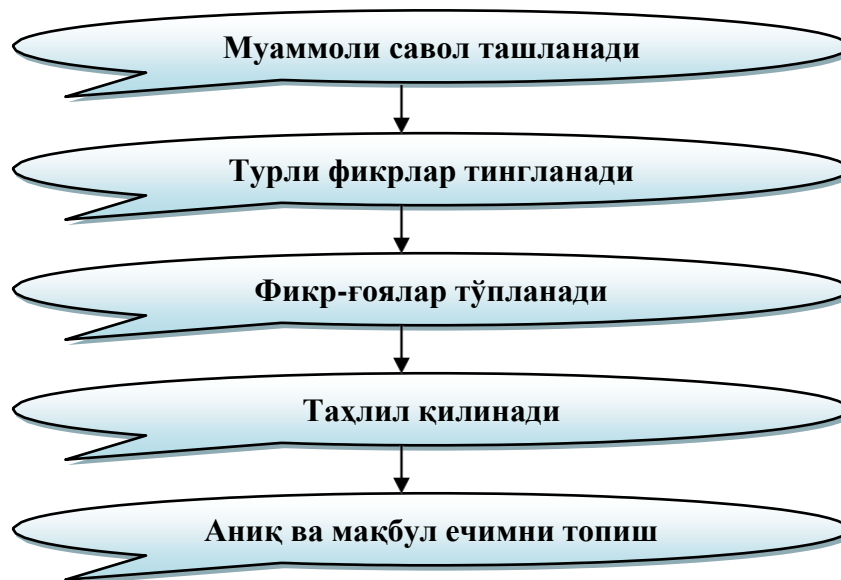 Муаммоли савол ташланади
Турли фикрлар тингланади
Фикр-ғоялар тўпланади
Таҳлил қилинади
Аниқ ва мақбул ечимни топиш